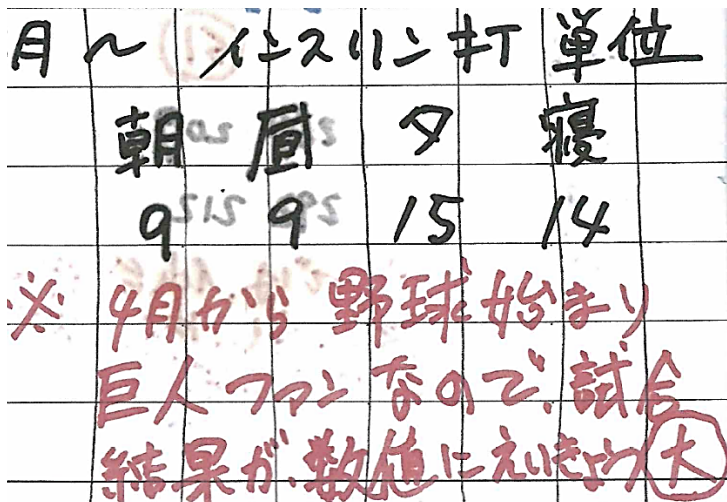 月〜 インスリン打 単位
朝 昼 夕 寝
9 9 15 14
※ 4月から 野球始まり
巨人ファンなので、試合
結果が、数値にえいきょう大